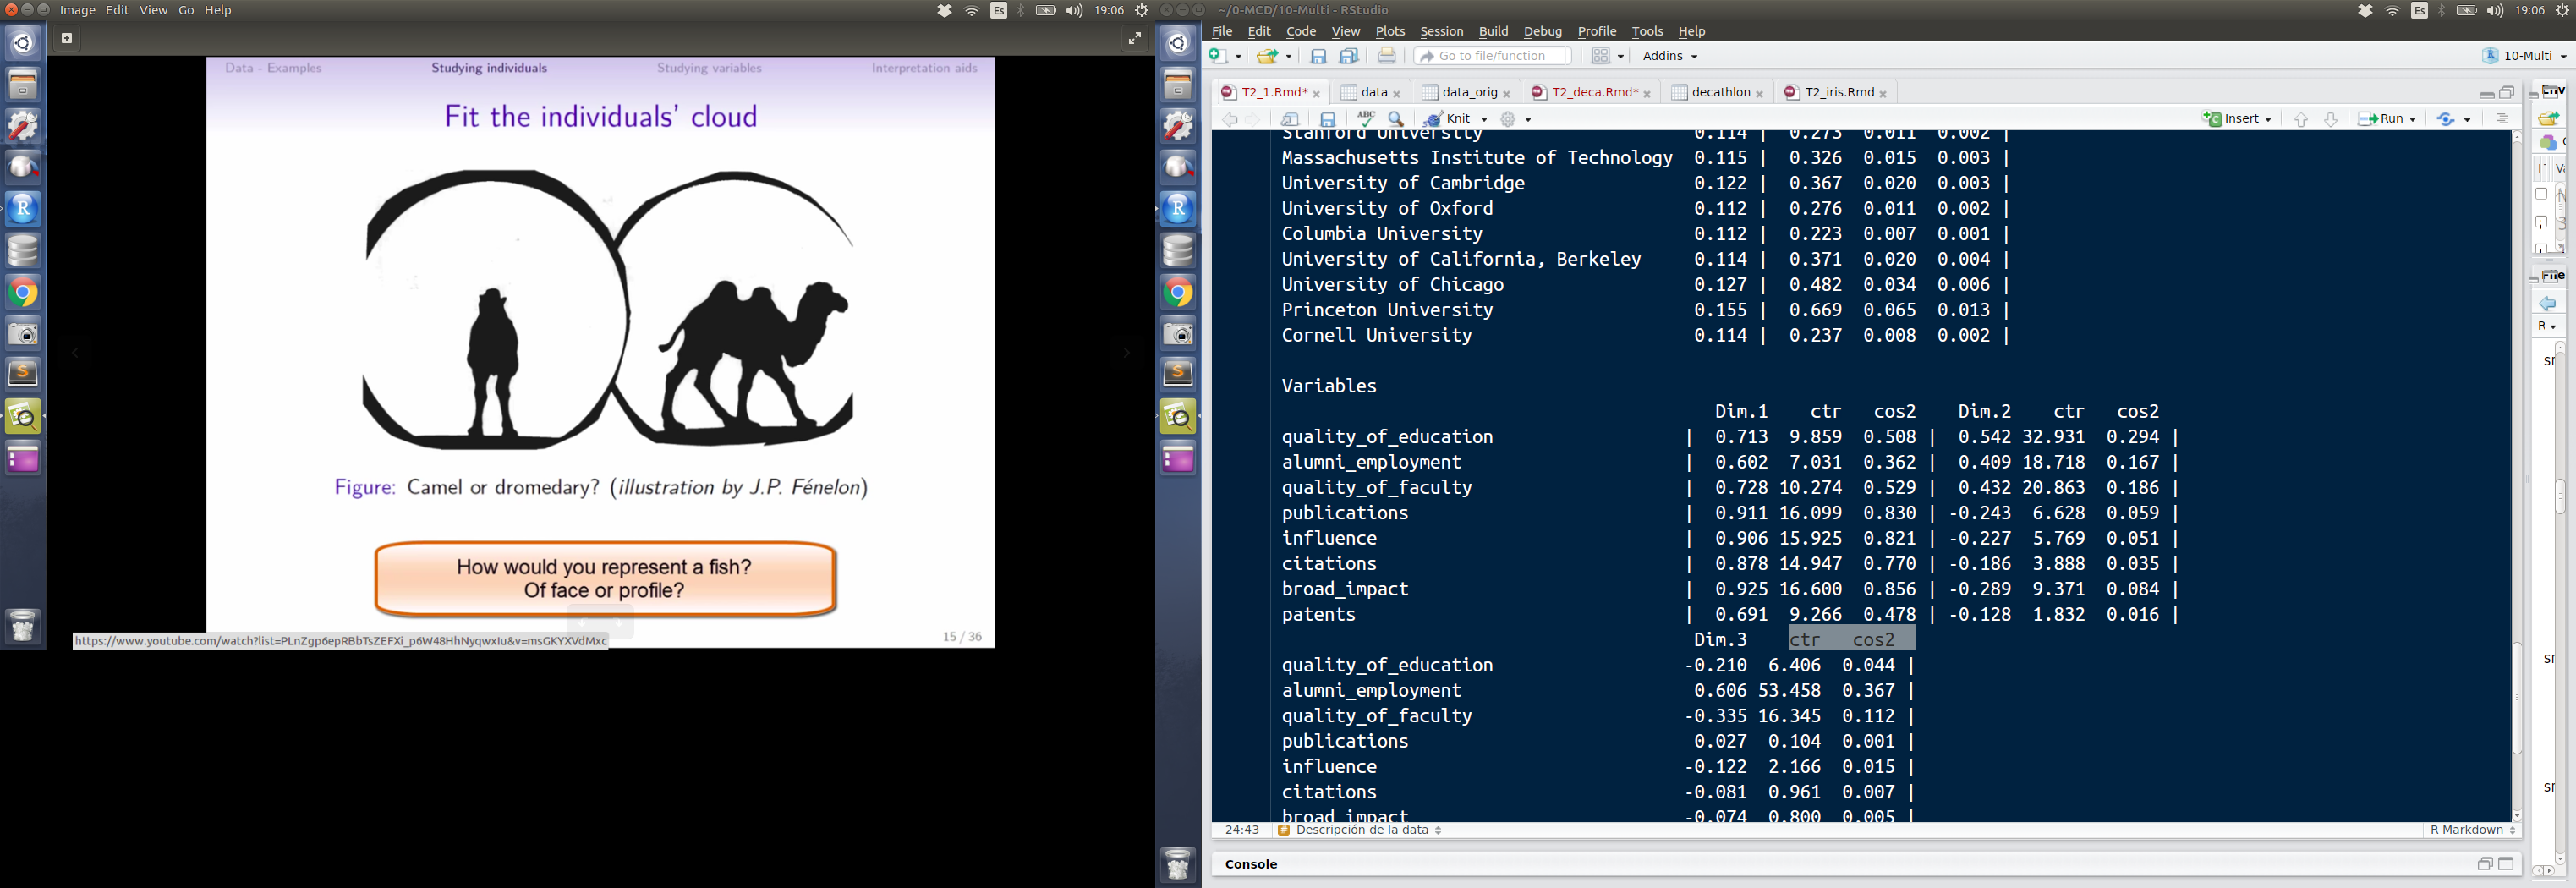 Image Edit View Go Help
Es 19:06
Data - Examples Studying individuals Studying variables Interpretation aids
Fit the individuals' cloud
Figure: Camel or dromedary? (illustration by J.P. Fénelon)
How would you represent a fish?
Of face or profile?
15 / 36
https://www.youtube.com/watch?list=PLnZgp6epRBbTsZEFXi_p6W48HhNyqwxIu&v=msGKYXVdMxc
~/0-MCD/10-Multi - RStudio
Es 19:06
File Edit Code View Plots Session Build Debug Profile Tools Help
Go to file/function Addins 10-Multi
T2_1.Rmd* data data_orig T2_deca.Rmd* decathlon T2_iris.Rmd
ABC Knit Insert Run
Stanford University 0.114 | 0.273 0.011 0.002 |
Massachusetts Institute of Technology 0.115 | 0.326 0.015 0.003 |
University of Cambridge 0.122 | 0.367 0.020 0.003 |
University of Oxford 0.112 | 0.276 0.011 0.002 |
Columbia University 0.112 | 0.223 0.007 0.001 |
University of California, Berkeley 0.114 | 0.371 0.020 0.004 |
University of Chicago 0.127 | 0.482 0.034 0.006 |
Princeton University 0.155 | 0.669 0.065 0.013 |
Cornell University 0.114 | 0.237 0.008 0.002 |
Variables
Dim.1 ctr cos2 Dim.2 ctr cos2
quality_of_education | 0.713 9.859 0.508 | 0.542 32.931 0.294 |
alumni_employment | 0.602 7.031 0.362 | 0.409 18.718 0.167 |
quality_of_faculty | 0.728 10.274 0.529 | 0.432 20.863 0.186 |
publications | 0.911 16.099 0.830 | -0.243 6.628 0.059 |
influence | 0.906 15.925 0.821 | -0.227 5.769 0.051 |
citations | 0.878 14.947 0.770 | -0.186 3.888 0.035 |
broad_impact | 0.925 16.600 0.856 | -0.289 9.371 0.084 |
patents | 0.691 9.266 0.478 | -0.128 1.832 0.016 |
Dim.3 ctr cos2
quality_of_education -0.210 6.406 0.044 |
alumni_employment 0.606 53.458 0.367 |
quality_of_faculty -0.335 16.345 0.112 |
publications 0.027 0.104 0.001 |
influence -0.122 2.166 0.015 |
citations -0.081 0.961 0.007 |
broad_impact -0.074 0.800 0.005 |
24:43 # Descripción de la data R Markdown
Console